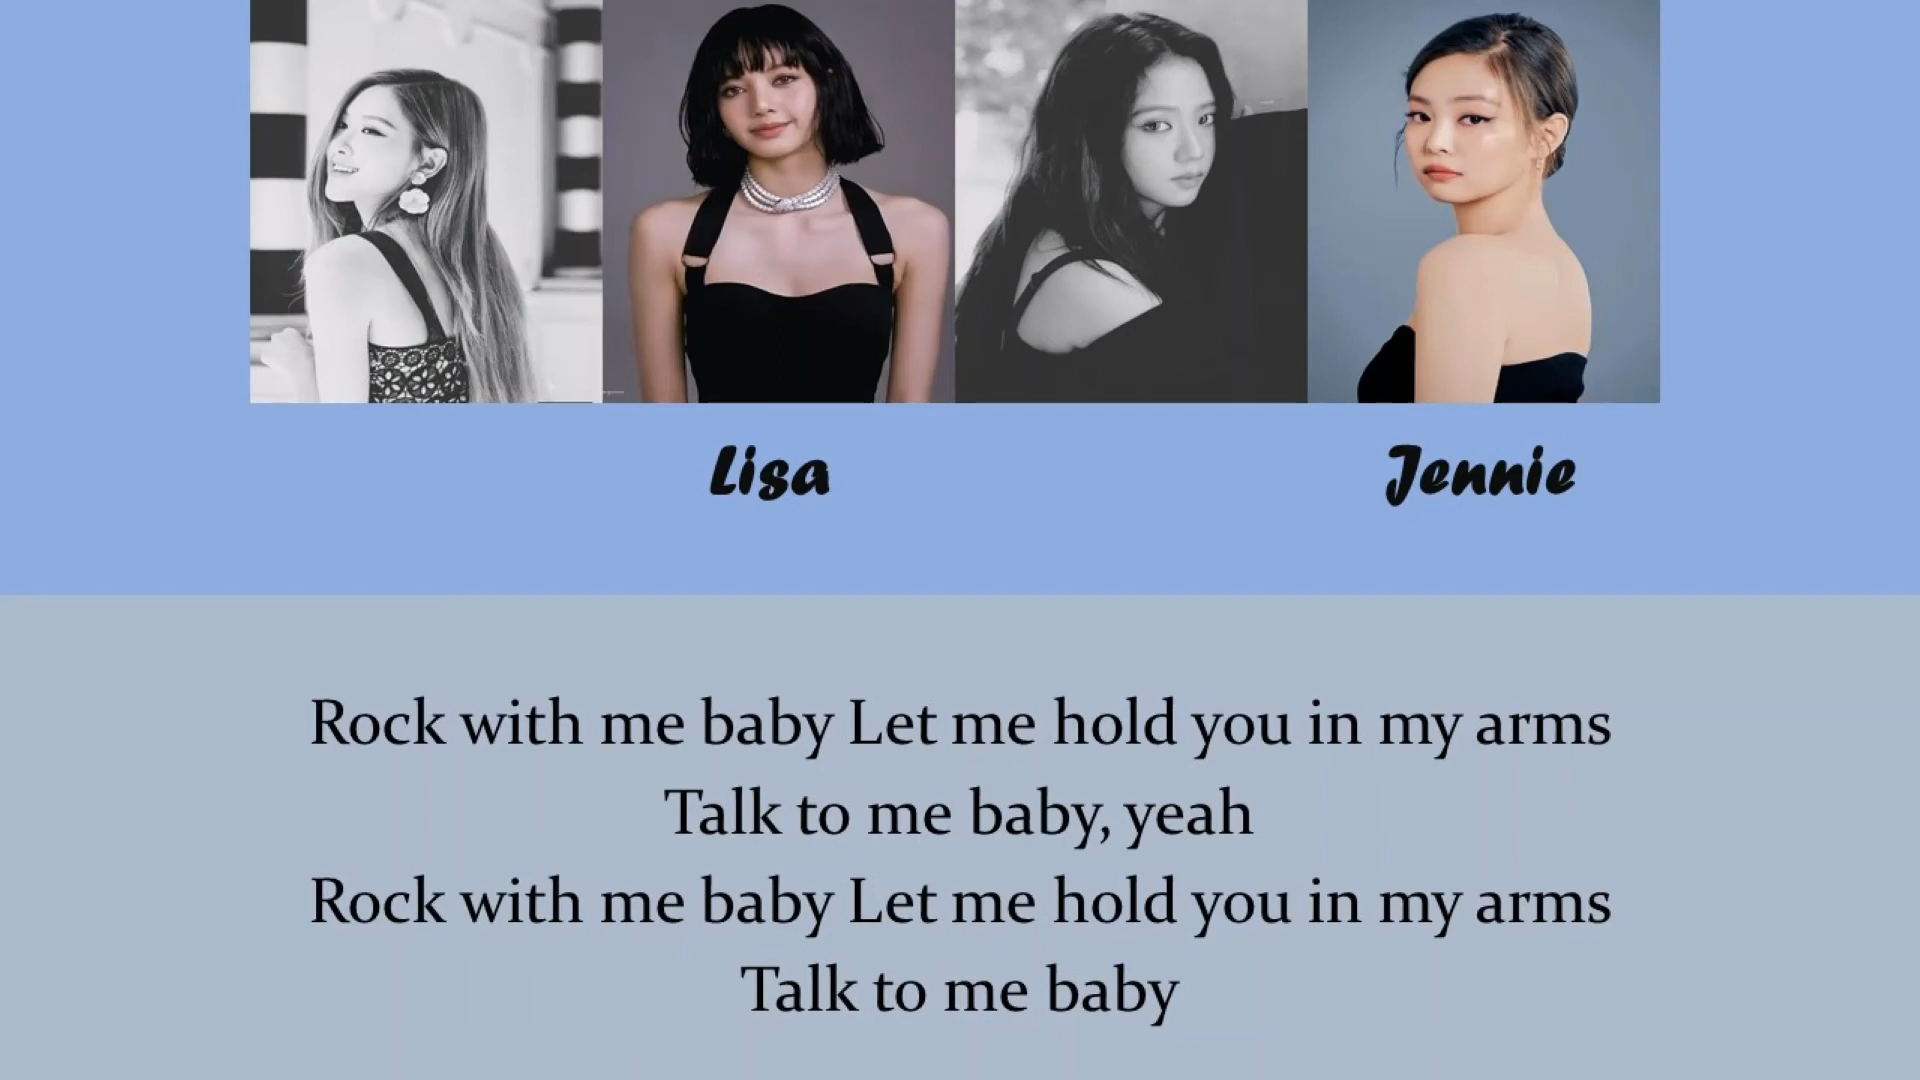 Lisa Jennie
Rock with me baby Let me hold you in my arms
Talk to me baby, yeah
Rock with me baby Let me hold you in my arms
Talk to me baby